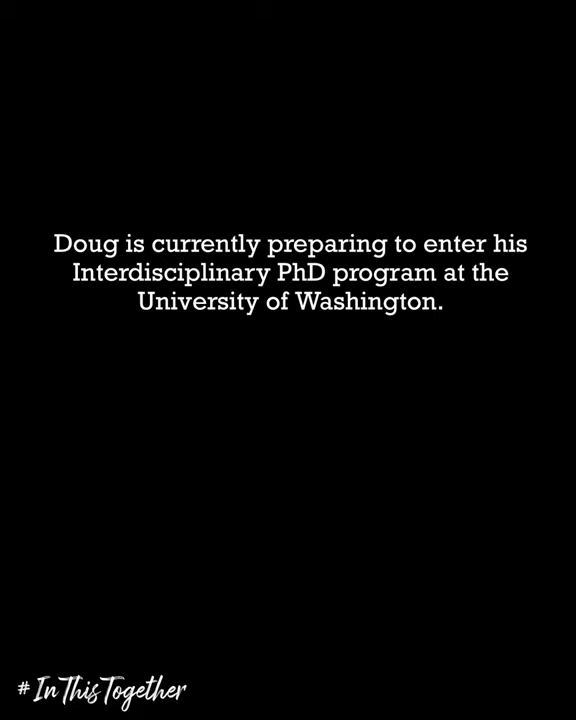 Doug is currently preparing to enter his
Interdisciplinary PhD program at the
University of Washington.
# InThisTogether